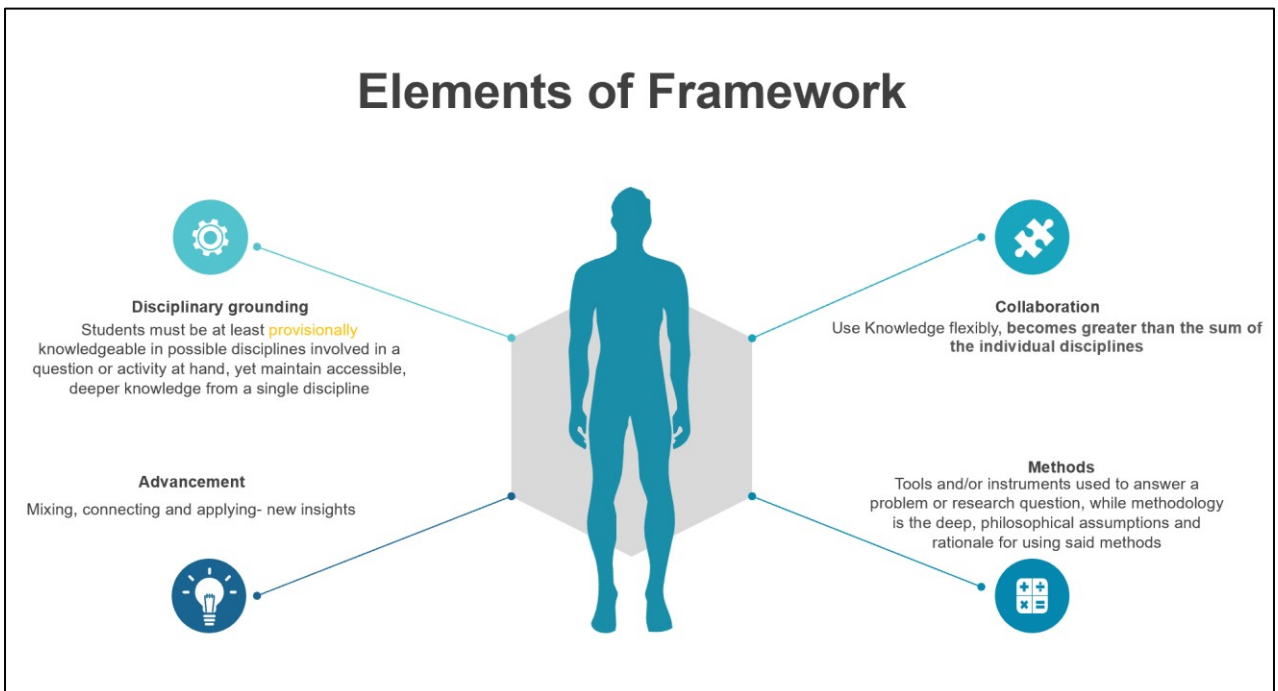 Elements of Framework
Disciplinary grounding
Students must be at least provisionally
knowledgeable in possible disciplines involved in a
question or activity at hand, yet maintain accessible,
deeper knowledge from a single discipline
Collaboration
Use Knowledge flexibly, becomes greater than the sum of
the individual disciplines
Advancement
Mixing, connecting and applying- new insights
Methods
Tools and/or instruments used to answer a
problem or research question, while methodology
is the deep, philosophical assumptions and
rationale for using said methods